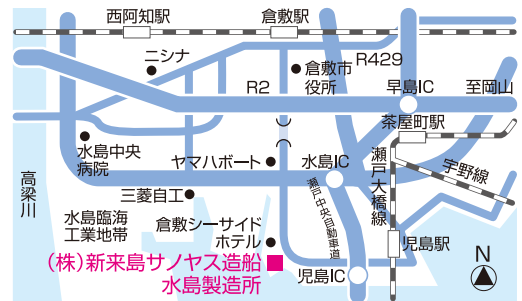 西阿知駅
倉敷駅
ニシナ
R2
倉敷市
役所
R429
早島IC
至岡山
茶屋町駅
水島中央
病院
ヤマハボート
水島IC
瀬戸大橋線
宇野線
高梁川
三菱自工
瀬戸中央自動車道
水島臨海
工業地帯
倉敷シーサイド
ホテル
児島駅
(株)新来島サノヤス造船
水島製造所
児島IC
N